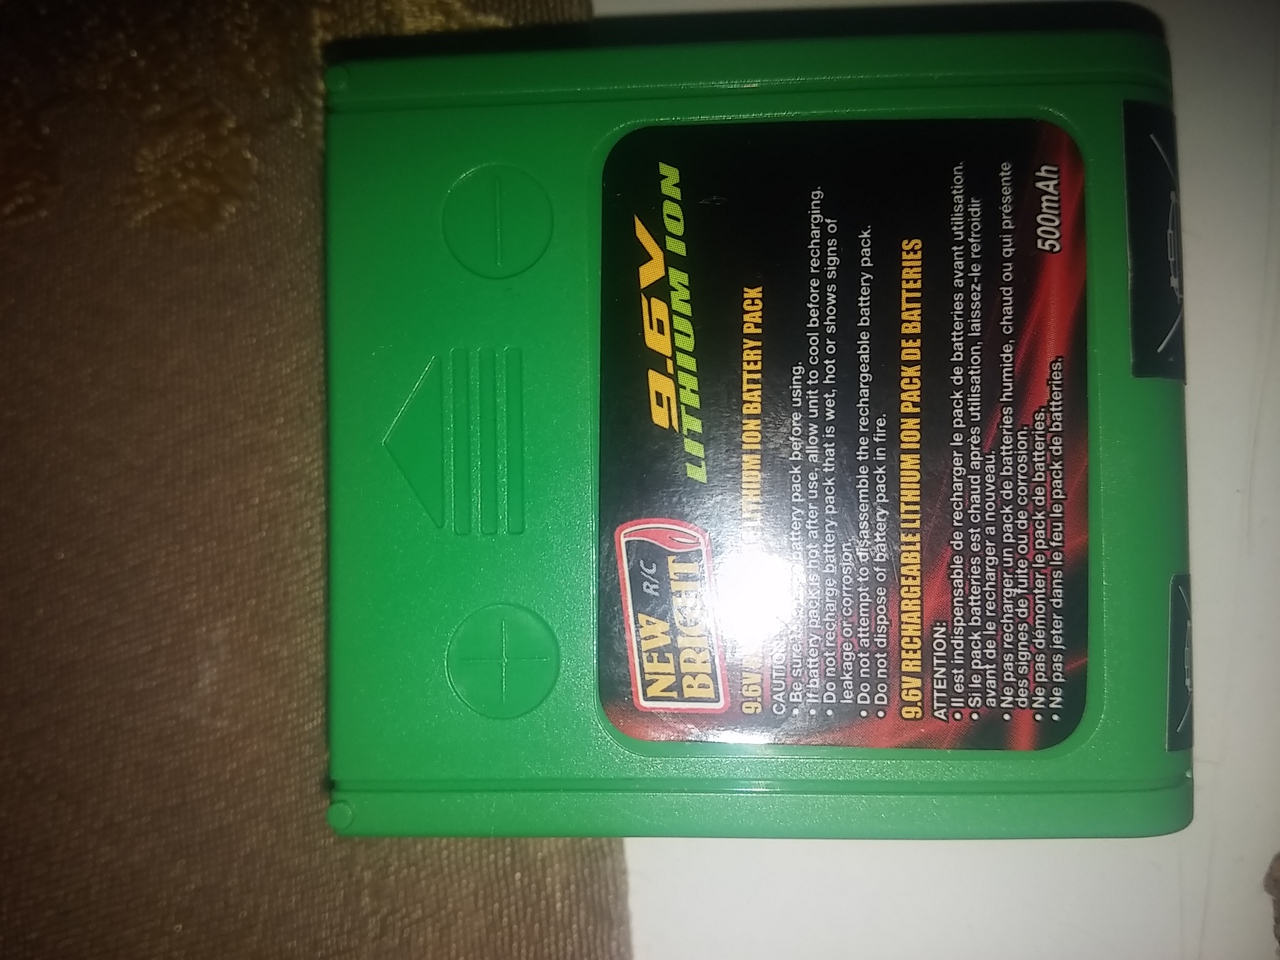 NEW R/C
BRIGHT
9.6V
LITHIUM ION
9.6V LITHIUM ION BATTERY PACK
CAUTION:
• Be sure battery pack before using.
• If battery pack is hot after use, allow unit to cool before recharging.
• Do not recharge battery pack that is wet, hot or shows signs of
leakage or corrosion.
• Do not attempt to disassemble the rechargeable battery pack.
• Do not dispose of battery pack in fire.
9.6V RECHARGEABLE LITHIUM ION PACK DE BATTERIES
ATTENTION:
• Il est indispensable de recharger le pack de batteries avant utilisation.
• Si le pack batteries est chaud après utilisation, laissez-le refroidir
avant de le recharger a nouveau.
• Ne pas recharger un pack de batteries humide, chaud ou qui présente
des signes de fuite ou de corrosion.
• Ne pas démonter le pack de batteries.
• Ne pas jeter dans le feu le pack de batteries.
500mAh